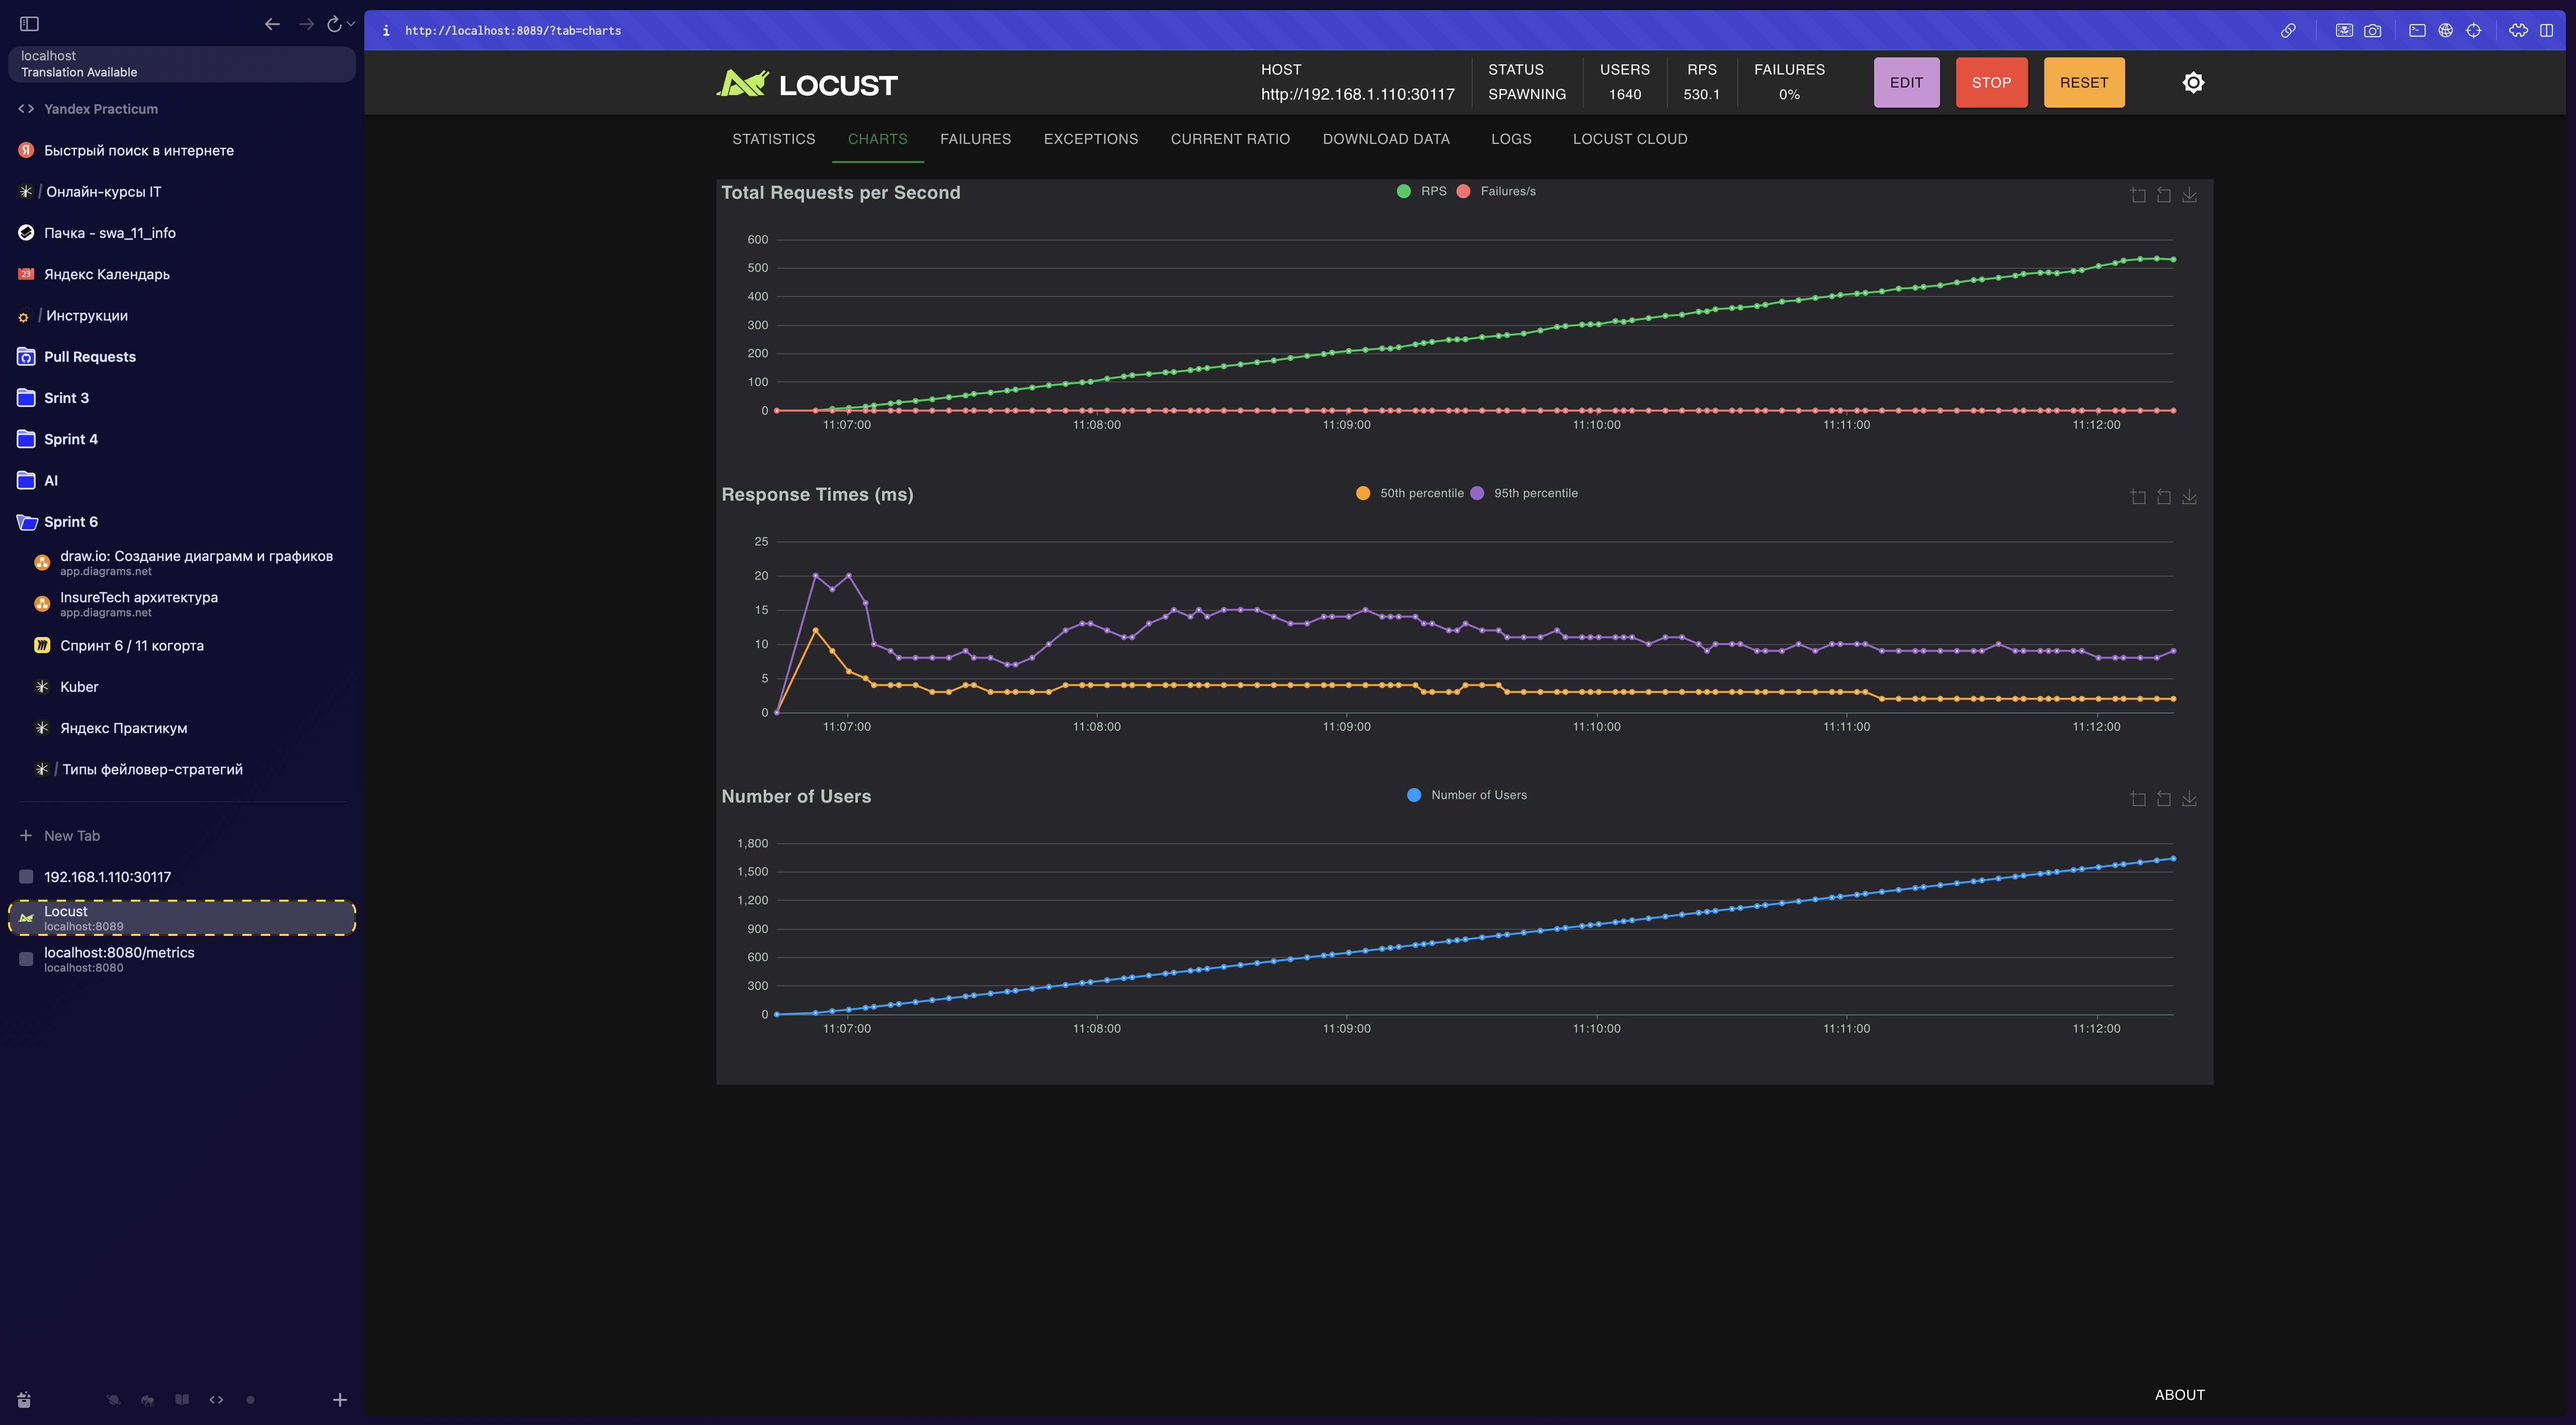 localhost
Translation Available
Yandex Practicum
Быстрый поиск в интернете
/ Онлайн-курсы IT
Пачка - swa_11_info
23
Яндекс Календарь
/ Инструкции
Pull Requests
Srint 3
Sprint 4
AI
Sprint 6
draw.io: Создание диаграмм и графиков
app.diagrams.net
InsureTech архитектура
app.diagrams.net
Спринт 6 / 11 когорта
Kuber
Яндекс Практикум
/ Типы фейловер-стратегий
New Tab
192.168.1.110:30117
Locust
localhost:8089
localhost:8080/metrics
localhost:8080
http://localhost:8089/?tab=charts
LOCUST
HOST
http://192.168.1.110:30117
STATUS
SPAWNING
USERS
1640
RPS
530.1
FAILURES
0%
EDIT
STOP
RESET
STATISTICS CHARTS FAILURES EXCEPTIONS CURRENT RATIO DOWNLOAD DATA LOGS LOCUST CLOUD
Total Requests per Second
RPS Failures/s
600
500
400
300
200
100
0
11:07:00 11:08:00 11:09:00 11:10:00 11:11:00 11:12:00
Response Times (ms)
50th percentile 95th percentile
25
20
15
10
5
0
11:07:00 11:08:00 11:09:00 11:10:00 11:11:00 11:12:00
Number of Users
Number of Users
1,800
1,500
1,200
900
600
300
0
11:07:00 11:08:00 11:09:00 11:10:00 11:11:00 11:12:00
ABOUT